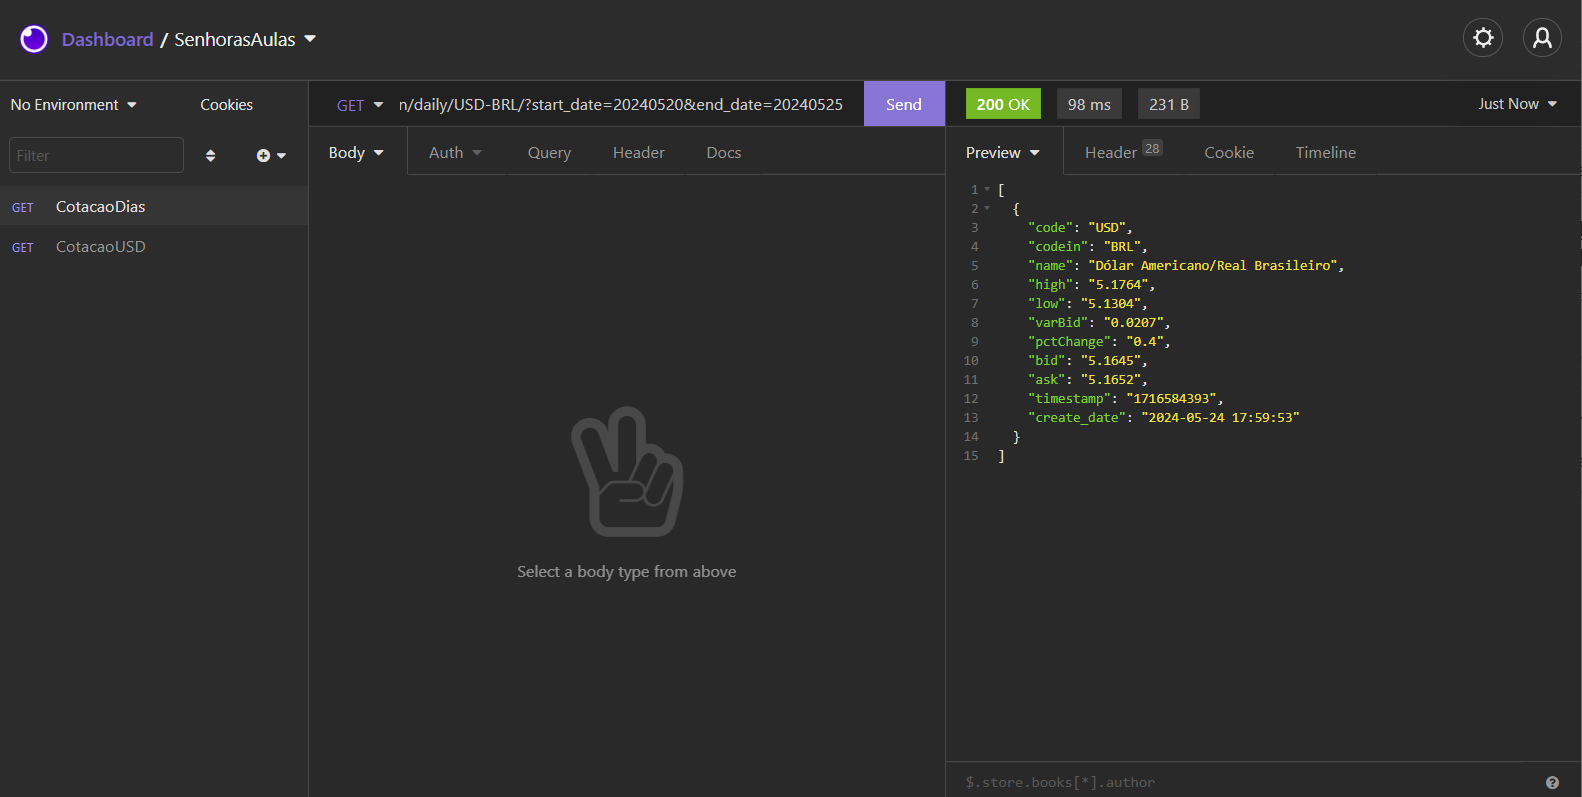 Dashboard / SenhorasAulas
No Environment
Cookies
Filter
GET CotacaoDias
GET CotacaoUSD
GET n/daily/USD-BRL/?start_date=20240520&end_date=20240525 Send
Body Auth Query Header Docs
Select a body type from above
200 OK 98 ms 231 B Just Now
Preview Header 28 Cookie Timeline
1 [
2 {
3 "code": "USD",
4 "codein": "BRL",
5 "name": "Dólar Americano/Real Brasileiro",
6 "high": "5.1764",
7 "low": "5.1304",
8 "varBid": "0.0207",
9 "pctChange": "0.4",
10 "bid": "5.1645",
11 "ask": "5.1652",
12 "timestamp": "1716584393",
13 "create_date": "2024-05-24 17:59:53"
14 }
15 ]
$.store.books[*].author